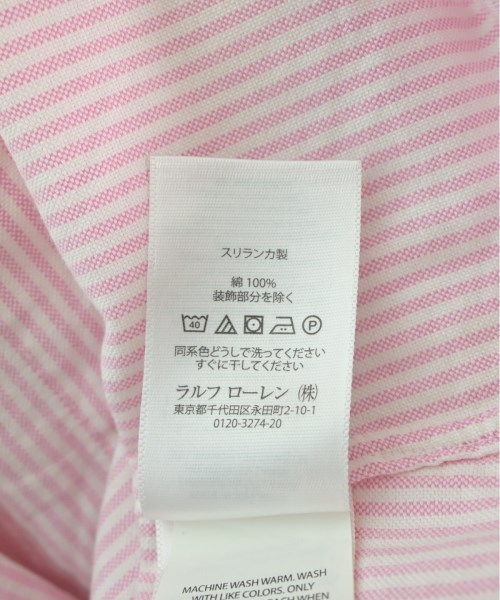 スリランカ製
綿 100%
装飾部分を除く
40 P
同系色どうしで洗ってください
すぐに干してください
ラルフ ローレン (株)
東京都千代田区永田町2-10-1
0120-3274-20
MACHINE WASH WARM. WASH
WITH LIKE COLORS. ONLY
EACH WHEN